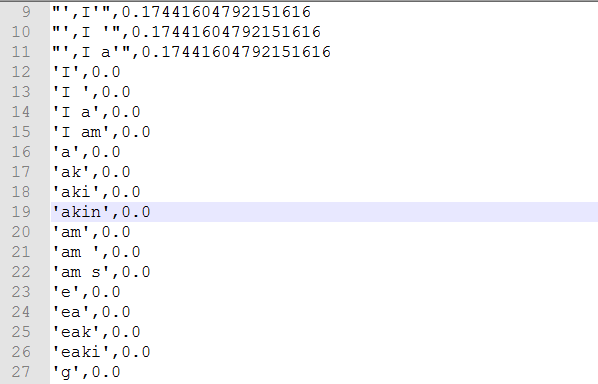 9 "',I'",0.17441604792151616
10 "',I '",0.17441604792151616
11 "',I a'",0.17441604792151616
12 'I',0.0
13 'I ',0.0
14 'I a',0.0
15 'I am',0.0
16 'a',0.0
17 'ak',0.0
18 'aki',0.0
19 'akin',0.0
20 'am',0.0
21 'am ',0.0
22 'am s',0.0
23 'e',0.0
24 'ea',0.0
25 'eak',0.0
26 'eaki',0.0
27 'g',0.0